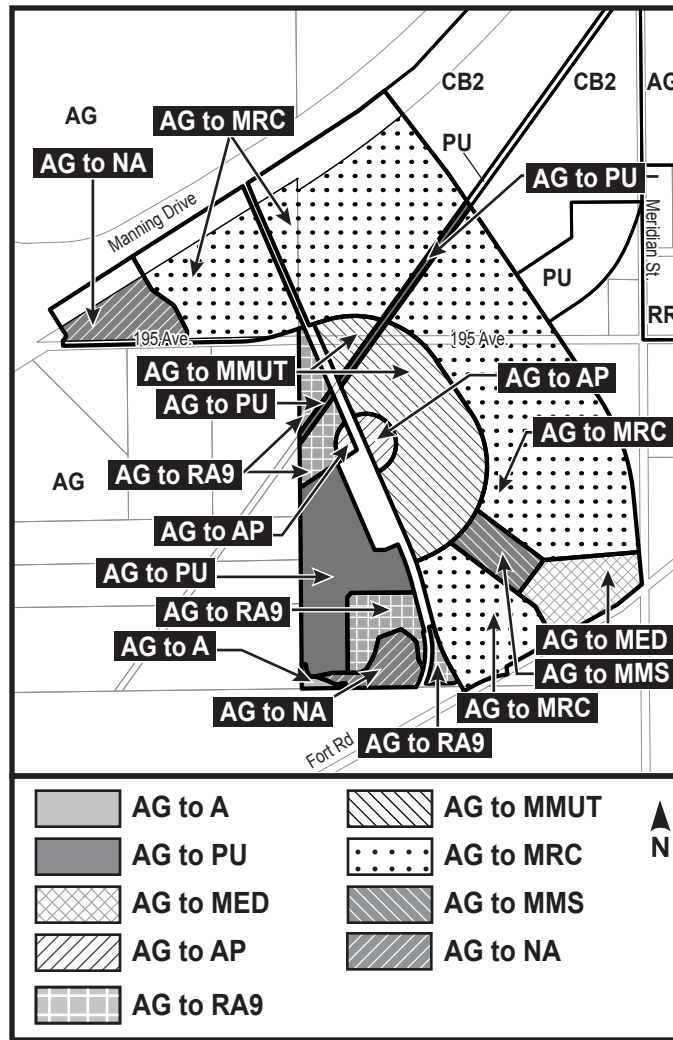 CB2
CB2
AG
AG
AG to MRC
PU
AG to NA
AG to PU
Manning Drive
Meridian St.
PU
RR
195 Ave.
195 Ave.
AG to MMUT
AG to AP
AG to PU
AG to MRC
AG to RA9
AG
AG to AP
AG to PU
AG to RA9
AG to MED
AG to A
AG to MMS
AG to NA
AG to MRC
AG to RA9
Fort Rd
AG to A
AG to MMUT
AG to PU
AG to MRC
N
AG to MED
AG to MMS
AG to AP
AG to NA
AG to RA9